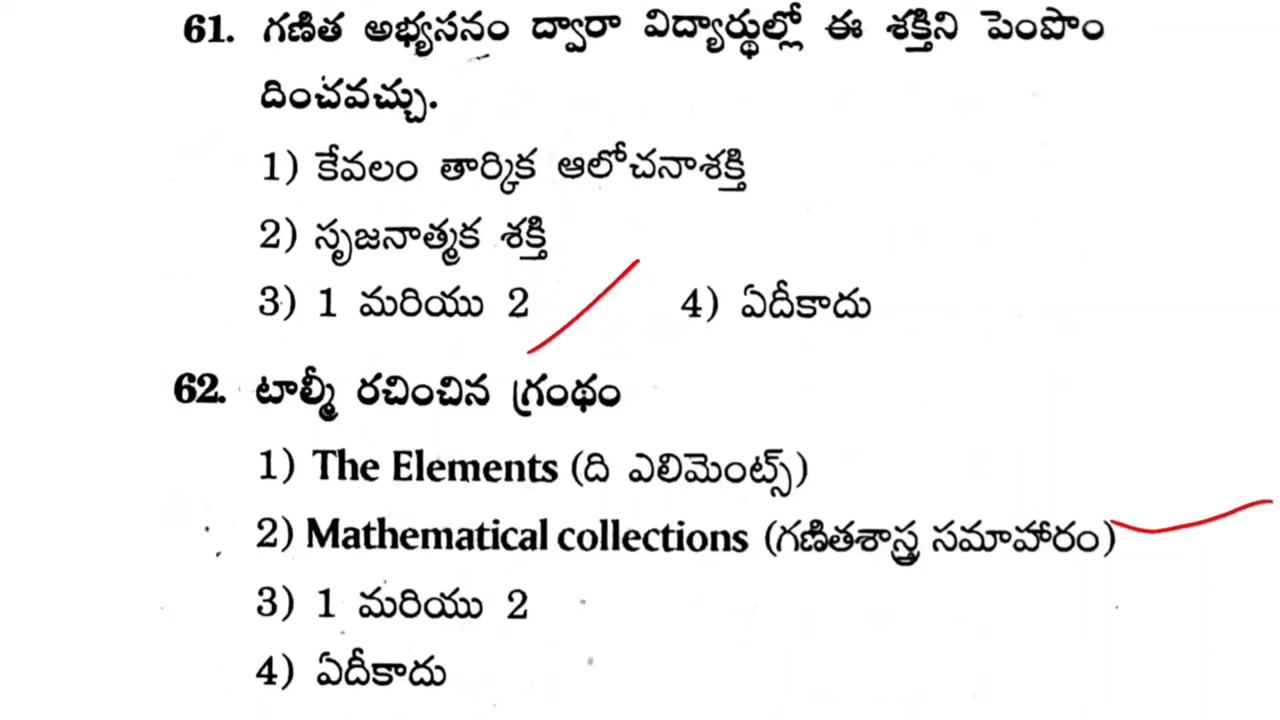 61. గణిత అభ్యసనం ద్వారా విద్యార్థుల్లో ఈ శక్తిని పెంపొం
దించవచ్చు.
1) కేవలం తార్కిక ఆలోచనాశక్తి
2) సృజనాత్మక శక్తి
3) 1 మరియు 2 4) ఏదీకాదు
62. టాల్మీ రచించిన గ్రంథం
1) The Elements (ది ఎలిమెంట్స్)
2) Mathematical collections (గణితశాస్త్ర సమాహారం)
3) 1 మరియు 2
4) ఏదీకాదు